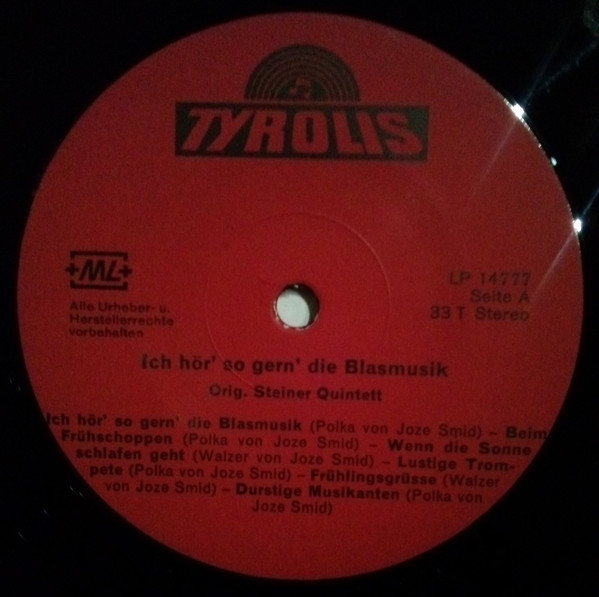 TYROLIS
+ML+
Alle Urheber- u.
Herstellerrechte
vorbehalten
LP 14777
Seite A
33 T Stereo
Ich hör' so gern' die Blasmusik
Orig. Steiner Quintett
Ich hör' so gern' die Blasmusik (Polka von Joze Smid) – Beim
Frühschoppen (Polka von Joze Smid) – Wenn die Sonne
schlafen geht (Walzer von Joze Smid) – Lustige Trom-
pete (Polka von Joze Smid) – Frühlingsgrüsse (Walzer
von Joze Smid) – Durstige Musikanten (Polka von
Joze Smid)